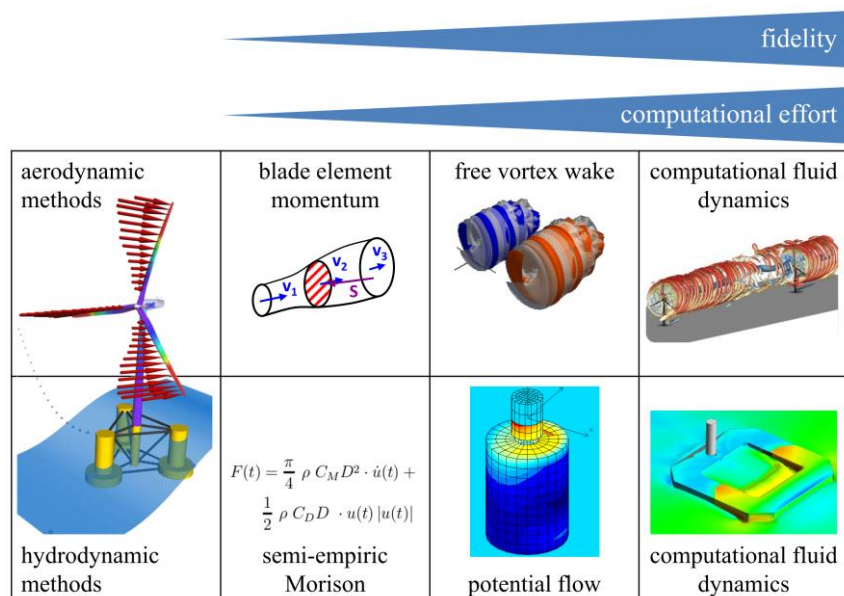 fidelity
computational effort
aerodynamic
methods
blade element
momentum
free vortex wake
computational fluid
dynamics
v₁
v₂
v₃
S
F(t) = π/4 ρ C_M D² · u̇(t) +
1/2 ρ C_D D · u(t) |u(t)|
hydrodynamic
methods
semi-empiric
Morison
potential flow
computational fluid
dynamics